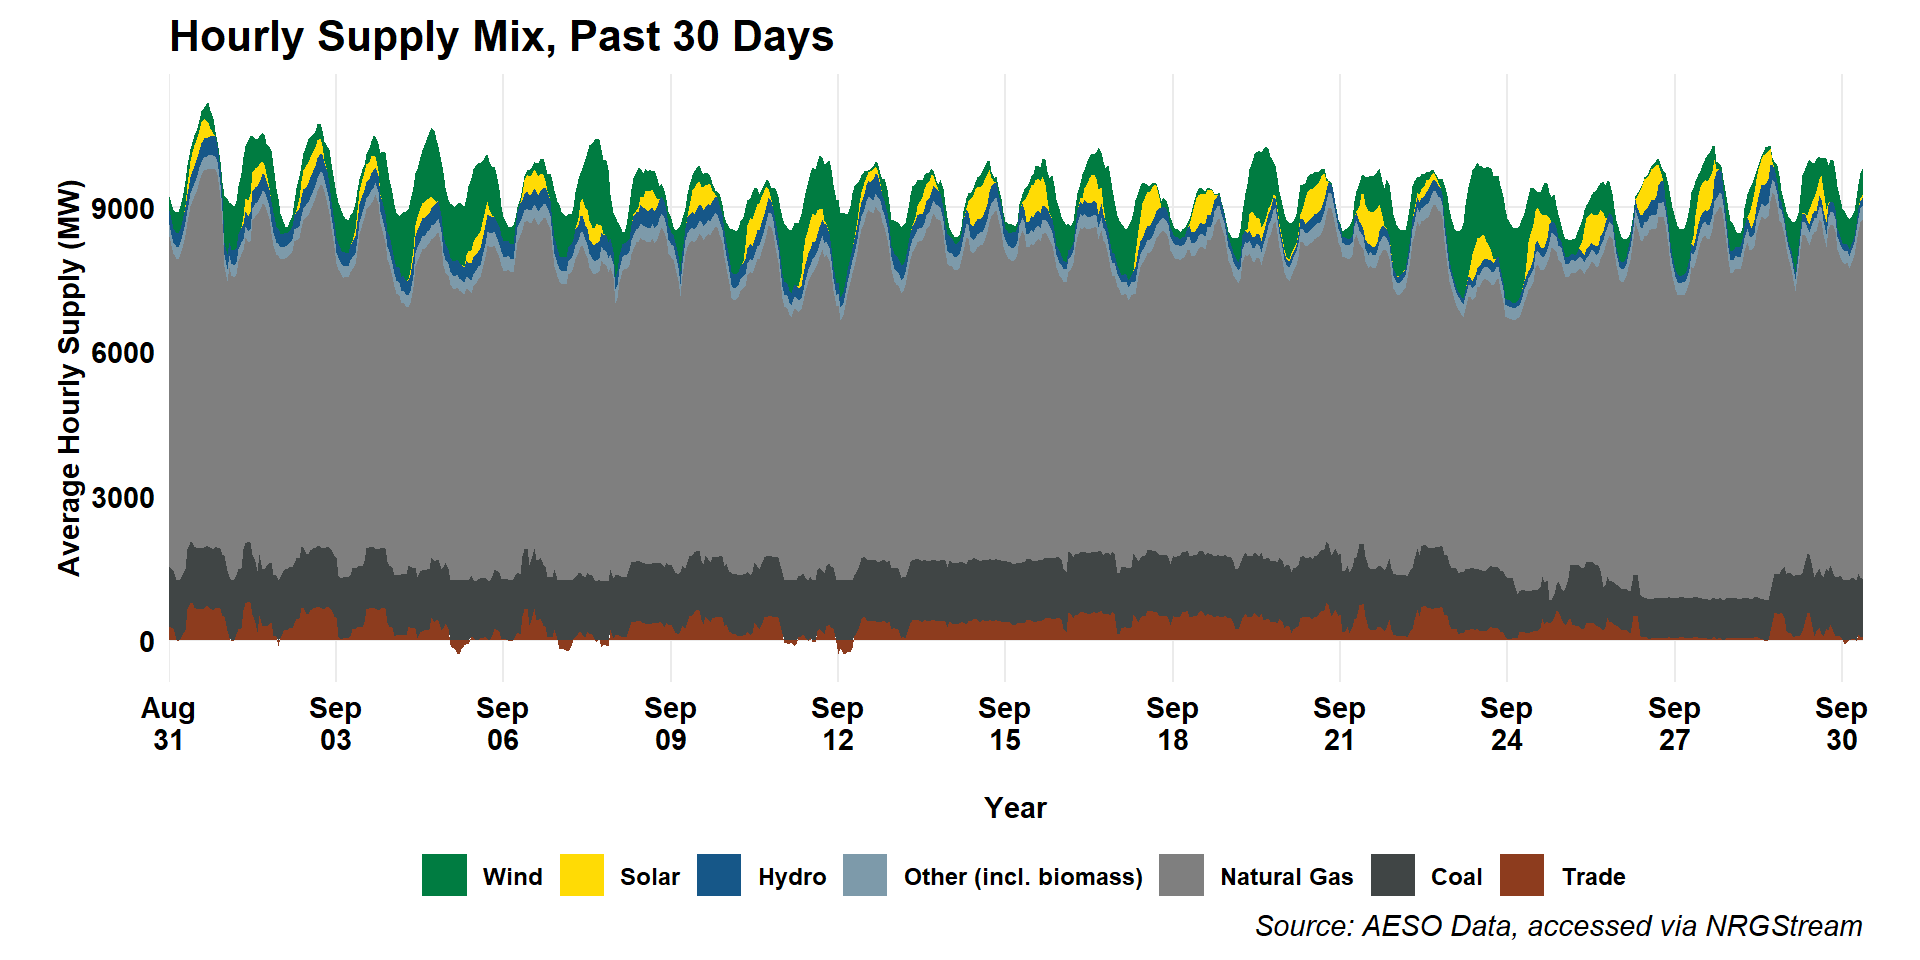 Hourly Supply Mix, Past 30 Days
Average Hourly Supply (MW)
9000
6000
3000
0
Aug Sep Sep Sep Sep Sep Sep Sep Sep Sep Sep
31 03 06 09 12 15 18 21 24 27 30
Year
Wind Solar Hydro Other (incl. biomass) Natural Gas Coal Trade
Source: AESO Data, accessed via NRGStream